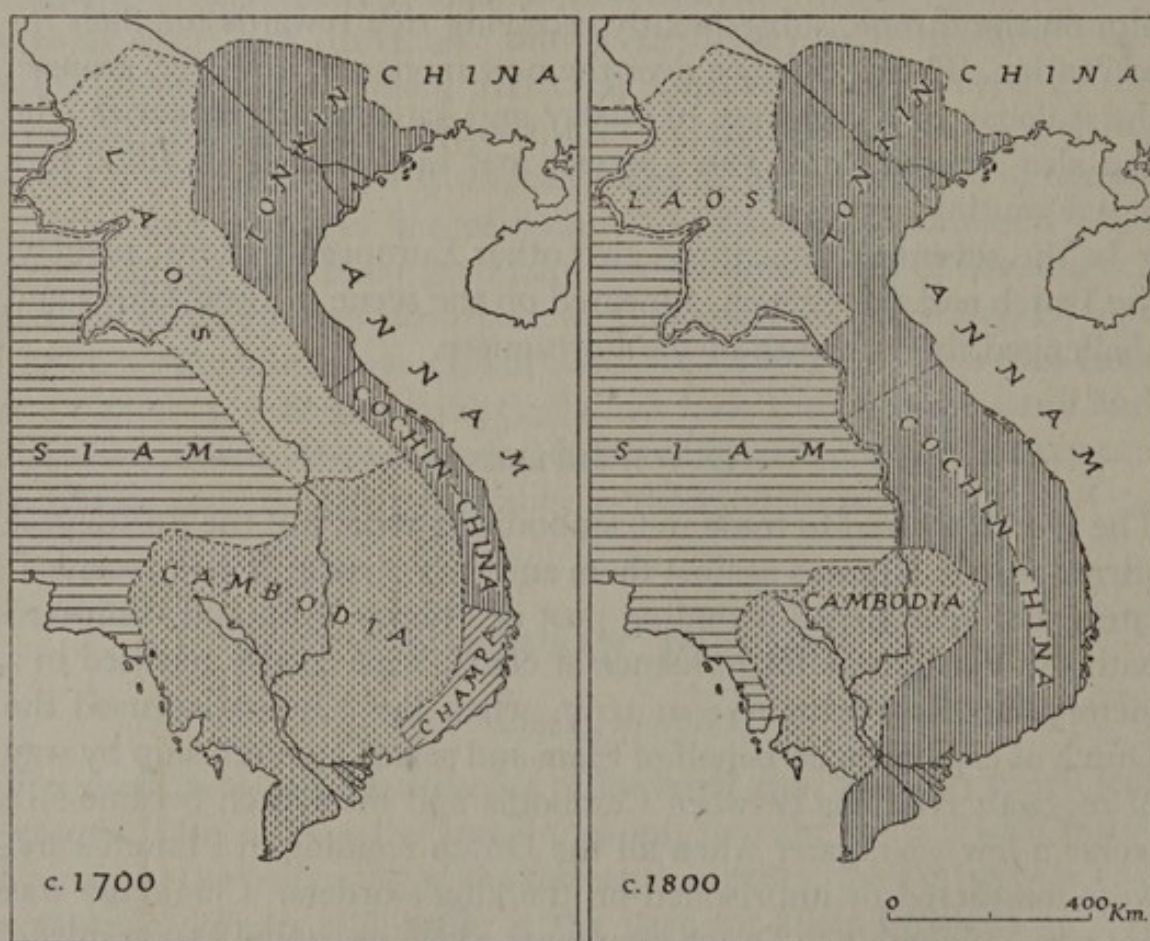 CHINA
TONKIN
LAOS
ANNAM
COCHIN-CHINA
SIAM
CAMBODIA
CHAMPA
c. 1700
CHINA
TONKIN
LAOS
ANNAM
COCHIN-CHINA
SIAM
CAMBODIA
c. 1800
0 400 Km.